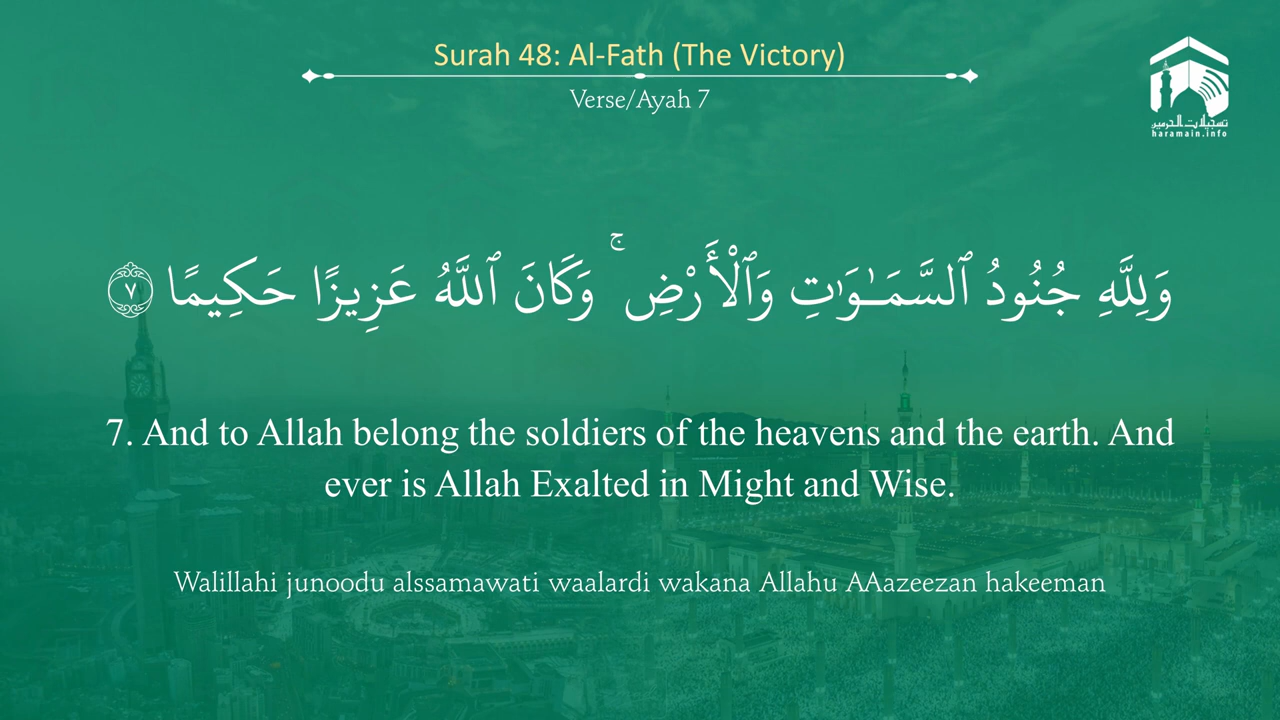 Surah 48: Al-Fath (The Victory)
Verse/Ayah 7
تسجيلات الحرمين
haramain.info
وَلِلَّهِ جُنُودُ ٱلسَّمَـٰوَٰتِ وَٱلْأَرْضِ ۚ وَكَانَ ٱللَّهُ عَزِيزًا حَكِيمًا ٧
7. And to Allah belong the soldiers of the heavens and the earth. And
ever is Allah Exalted in Might and Wise.
Walillahi junoodu alssamawati waalardi wakana Allahu AAazeezan hakeeman